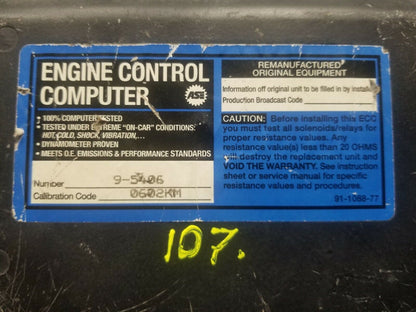 ENGINE CONTROL
COMPUTER
ASE
• 100% COMPUTER TESTED
• TESTED UNDER EXTREME "ON-CAR" CONDITIONS:
HOT, COLD, SHOCK, VIBRATION,...
• DYNAMOMETER PROVEN
• MEETS O.E. EMISSIONS & PERFORMANCE STANDARDS
Number 9-5406
Calibration Code 0602KM
REMANUFACTURED
ORIGINAL EQUIPMENT
Information off original unit to be filled in by installe
Production Broadcast Code
CAUTION: Before installing this ECC
you must test all solenoids/relays for
proper resistance values. Any
resistance value(s) less than 20 OHMS
will destroy the replacement unit and
VOID THE WARRANTY. See instruction
sheet or service manual for specific
resistance values and procedures.
91-1088-77
107.